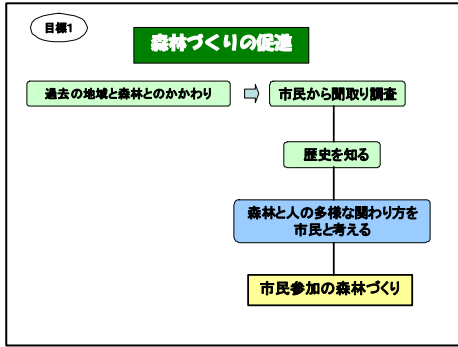 目標1
森林づくりの促進
過去の地域と森林とのかかわり
市民から聞取り調査
歴史を知る
森林と人の多様な関わり方を
市民と考える
市民参加の森林づくり